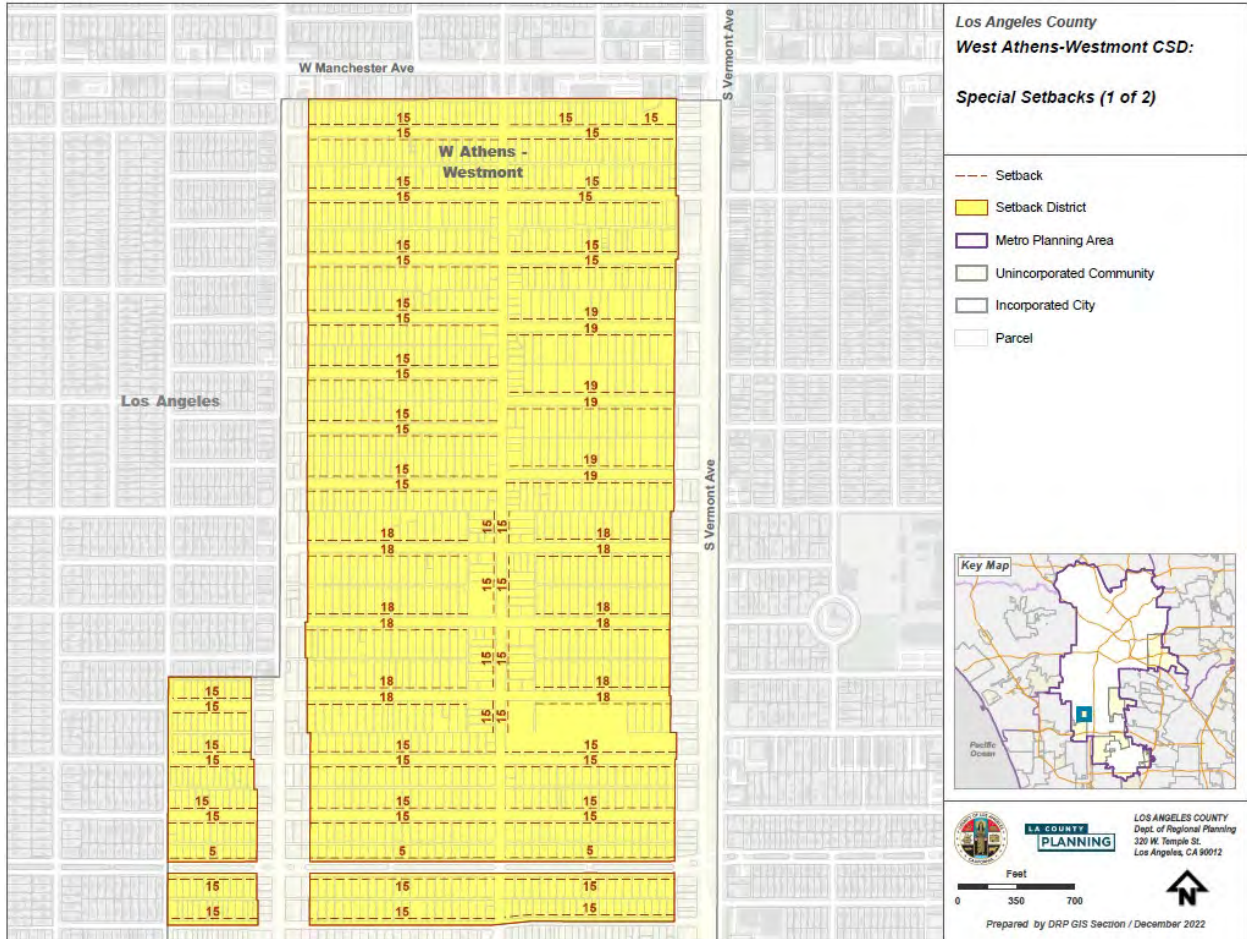 Los Angeles County
West Athens-Westmont CSD:
Special Setbacks (1 of 2)
W Manchester Ave
S Vermont Ave
15 15 15
15 15
W Athens -
Westmont
15 15
15 15
15 15
15 15
15 19
15 19
15
15 19
Los Angeles
19
15
15
19
15 19
15
S Vermont Ave
18 15 15 18
18 18
15 15
18 18
18 18
15 15
18 18
15 18 18
15 15 15
15 15 15
15 15 15
15 15 15
15 15 15
5 5 5
15 15 15
15 15 15
Setback
Setback District
Metro Planning Area
Unincorporated Community
Incorporated City
Parcel
Key Map
Pacific
Ocean
COUNTY OF LOS ANGELES
CALIFORNIA
LA COUNTY
PLANNING
LOS ANGELES COUNTY
Dept. of Regional Planning
320 W. Temple St.
Los Angeles, CA 90012
Feet
0 350 700
N
Prepared by DRP GIS Section / December 2022